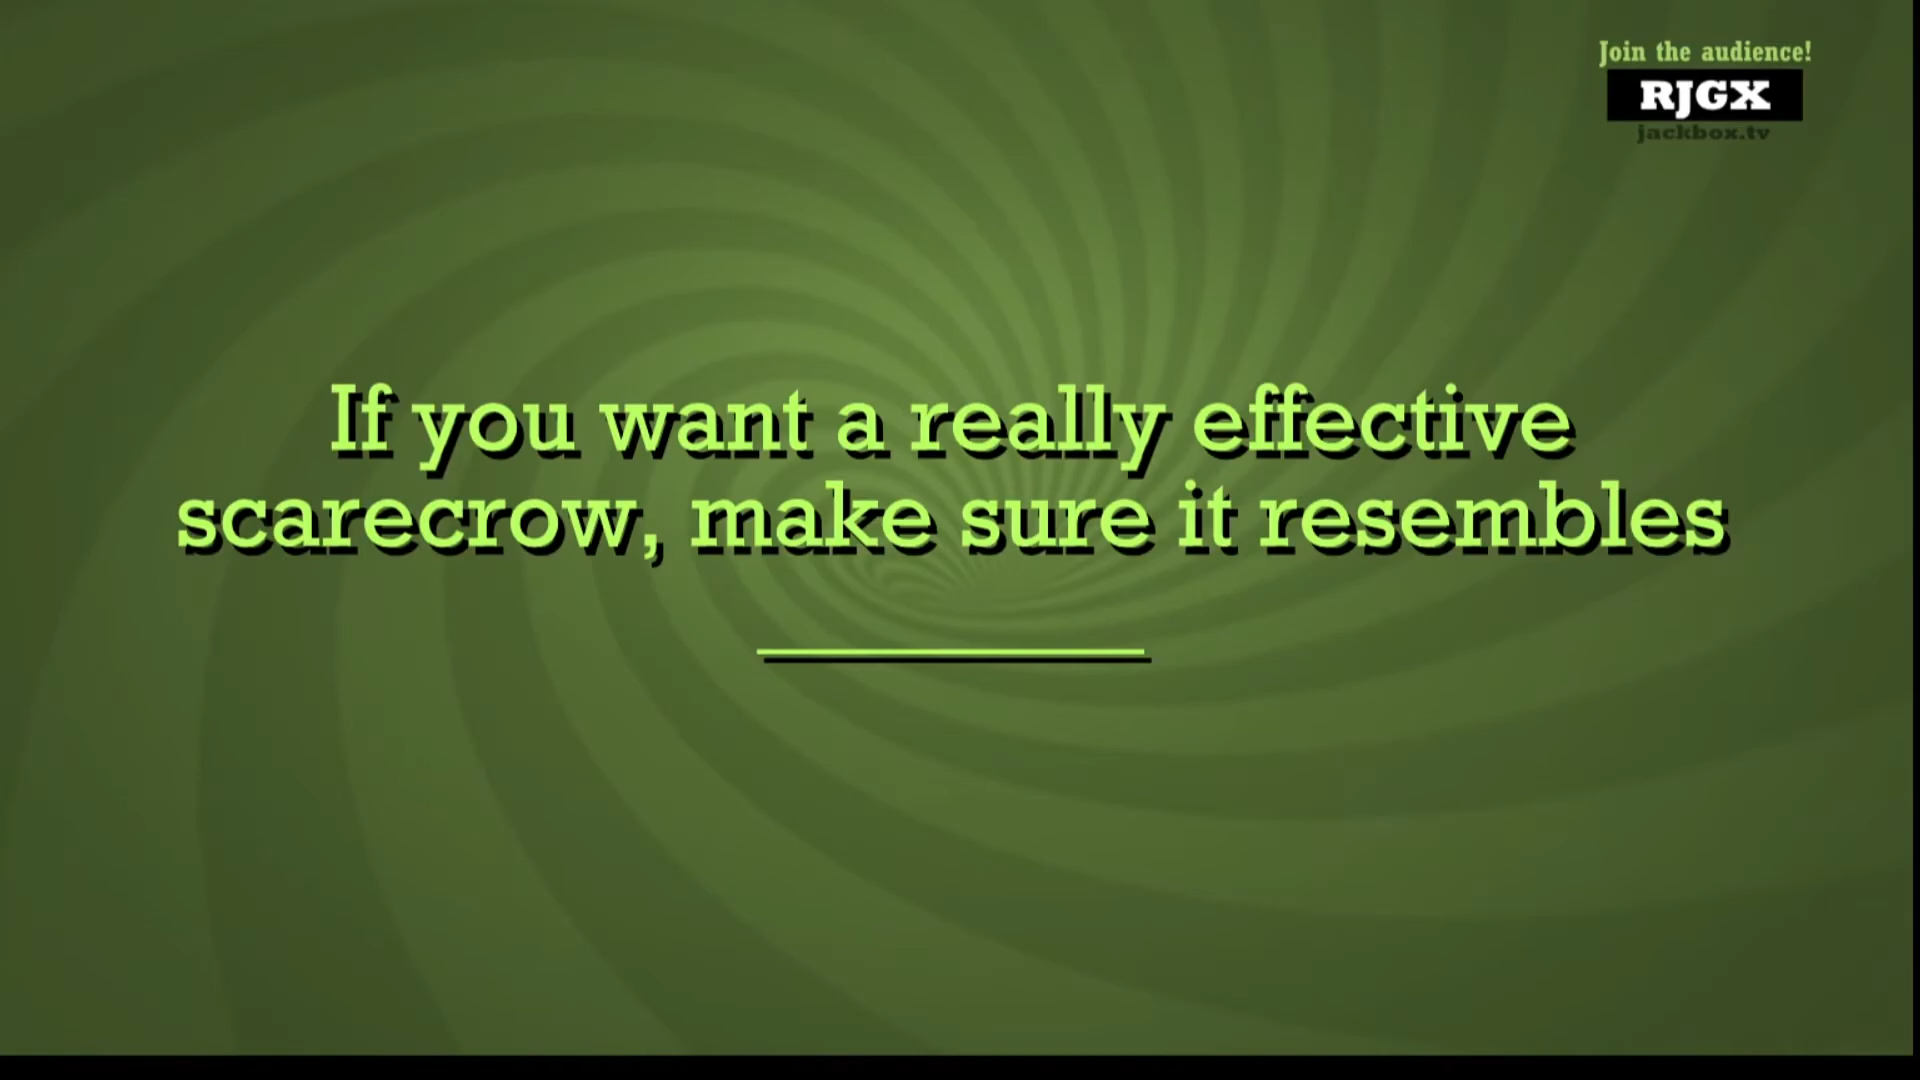 Join the audience!
RJGX
jackbox.tv
If you want a really effective
scarecrow, make sure it resembles